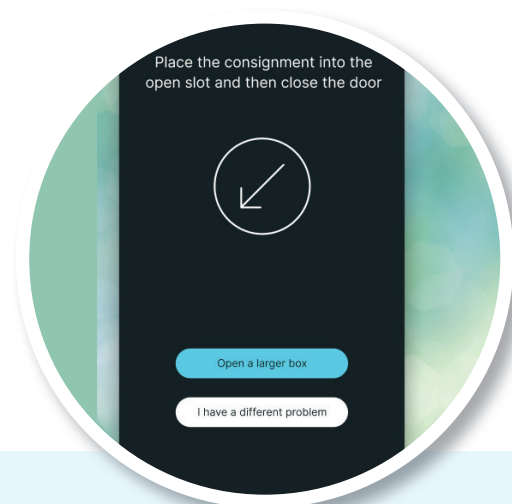 Place the consignment into the
open slot and then close the door
Open a larger box
I have a different problem